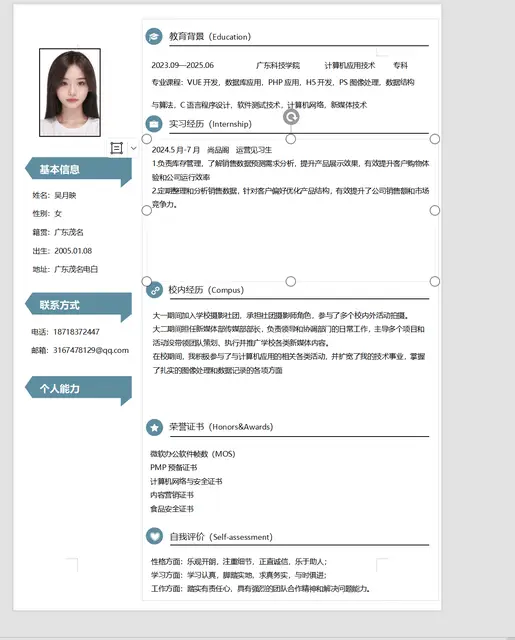 基本信息
姓名：吴月映
性别：女
籍贯：广东茂名
出生：2005.01.08
地址：广东茂名电白
联系方式
电话：18718372447
邮箱：3167478129@qq.com
个人能力
教育背景（Education）
2023.09—2025.06 广东科技学院 计算机应用技术 专科
专业课程：VUE 开发，数据库应用，PHP 应用，H5 开发，PS 图像处理，数据结构
与算法，C 语言程序设计，软件测试技术，计算机网络，新媒体技术
实习经历（Internship）
2024.5 月-7 月 尚品阁 运营见习生
1.负责库存管理，了解销售数据预测需求分析，提升产品展示效果，有效提升客户购物体
验和公司运行效率
2.定期整理和分析销售数据，针对客户偏好优化产品结构，有效提升了公司销售额和市场
竞争力。
校内经历（Compus）
大一期间加入学校摄影社团，承担社团摄影师角色，参与了多个校内外活动拍摄。
大二期间担任新媒体部传媒部部长，负责领导和协调部门的日常工作，主导多个项目和
活动设带领团队策划，执行并推广学校各类新媒体内容。
在校期间，我积极参与了与计算机应用的相关各类活动，并扩宽了我的技术事业，掌握
了扎实的图像处理和数据记录的各项方面
荣誉证书（Honors&Awards）
微软办公软件帧数（MOS）
PMP 预备证书
计算机网络与安全证书
内容营销证书
食品安全证书
自我评价（Self-assessment）
性格方面：乐观开朗，注重细节，正直诚信，乐于助人；
学习方面：学习认真，脚踏实地，求真务实，与时俱进；
工作方面：踏实有责任心，具有强烈的团队合作精神和解决问题能力。